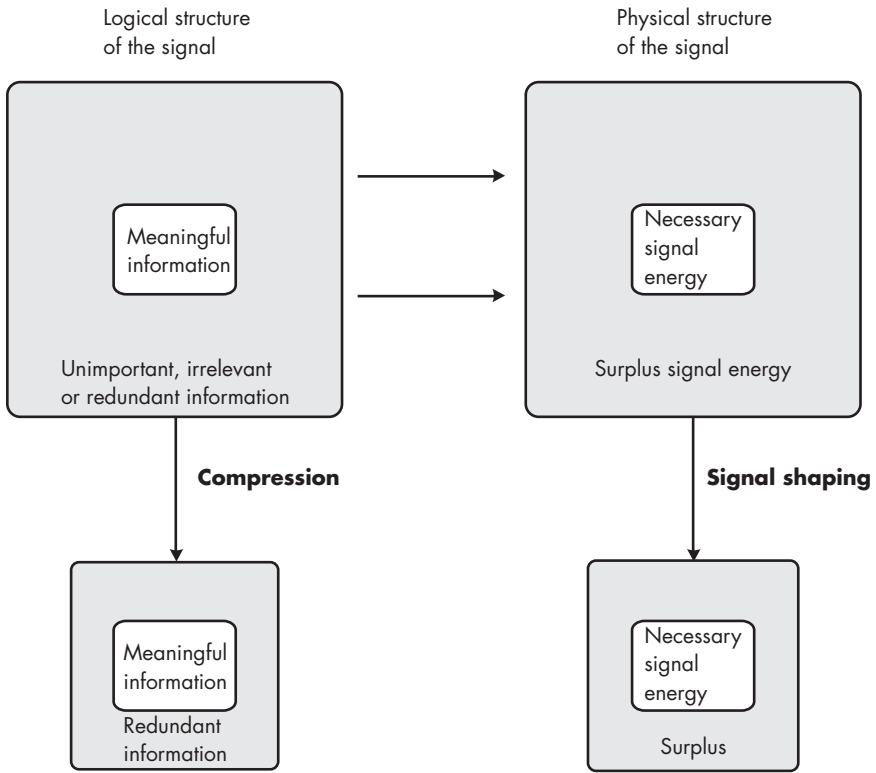 Logical structure
of the signal
Physical structure
of the signal
Meaningful
information
Necessary
signal
energy
Unimportant, irrelevant
or redundant information
Surplus signal energy
Compression
Signal shaping
Meaningful
information
Redundant
information
Necessary
signal
energy
Surplus